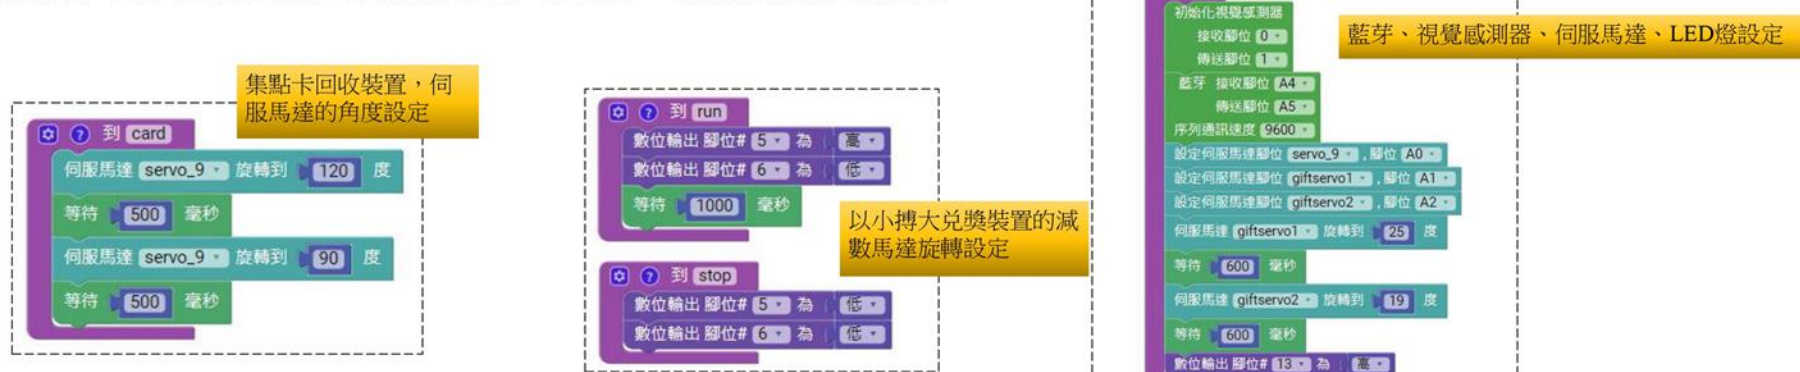 集點卡回收裝置，伺
服馬達的角度設定
到 card
伺服馬達 servo_9 旋轉到 120 度
等待 500 毫秒
伺服馬達 servo_9 旋轉到 90 度
等待 500 毫秒
到 run
數位輸出 腳位# 5 為 高
數位輸出 腳位# 6 為 低
等待 1000 毫秒
以小搏大兌獎裝置的減
數馬達旋轉設定
到 stop
數位輸出 腳位# 5 為 低
數位輸出 腳位# 6 為 低
藍芽、視覺感測器、伺服馬達、LED燈設定
初始化視覺感測器
接收腳位 0
傳送腳位 1
藍芽 接收腳位 A4
傳送腳位 A5
序列通訊速度 9600
設定伺服馬達腳位 servo_9 , 腳位 A0
設定伺服馬達腳位 giftservo1 , 腳位 A1
設定伺服馬達腳位 giftservo2 , 腳位 A2
伺服馬達 giftservo1 旋轉到 25 度
等待 600 毫秒
伺服馬達 giftservo2 旋轉到 19 度
等待 600 毫秒
數位輸出 腳位# 13 為 高